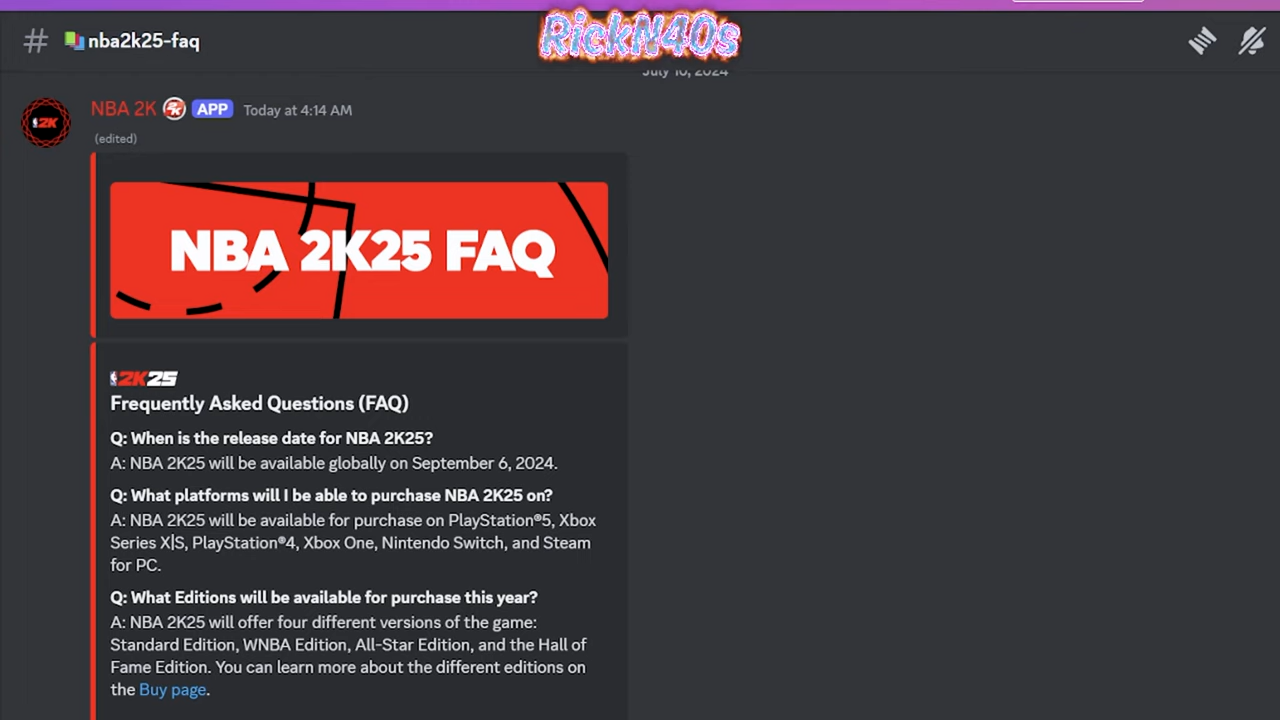 RickN40s
# nba2k25-faq
July 10, 2024
NBA 2K APP Today at 4:14 AM
2K
(edited)
NBA 2K25 FAQ
2K25
Frequently Asked Questions (FAQ)
Q: When is the release date for NBA 2K25?
A: NBA 2K25 will be available globally on September 6, 2024.
Q: What platforms will I be able to purchase NBA 2K25 on?
A: NBA 2K25 will be available for purchase on PlayStation®5, Xbox
Series X|S, PlayStation®4, Xbox One, Nintendo Switch, and Steam
for PC.
Q: What Editions will be available for purchase this year?
A: NBA 2K25 will offer four different versions of the game:
Standard Edition, WNBA Edition, All-Star Edition, and the Hall of
Fame Edition. You can learn more about the different editions on
the Buy page.